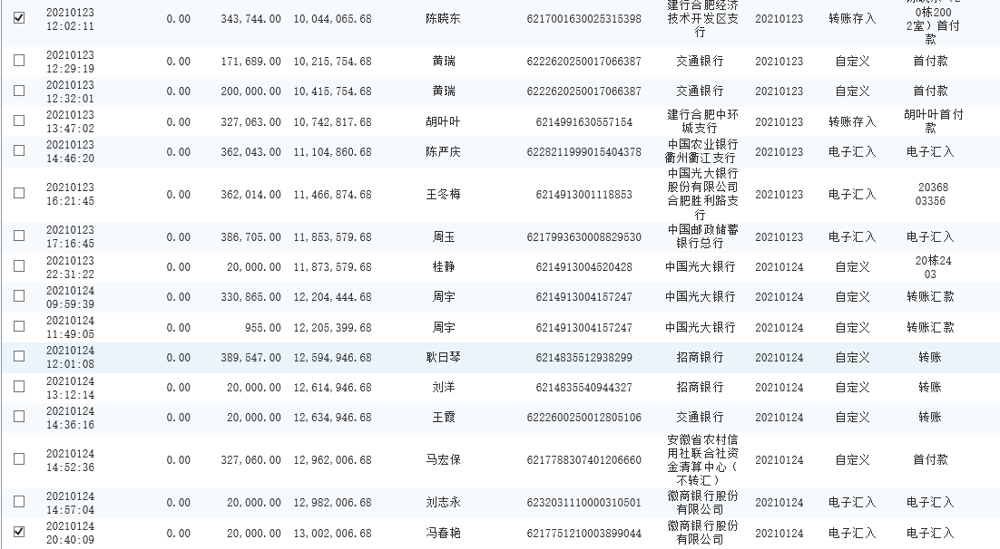 20210123
12:02:11
0.00 343,744.00 10,044,065.68 陈晓东 6217001630025315398
建行合肥经济
技术开发区支
行
20210123 转账存入
0栋200
2室）首付
款
20210123
12:29:19
0.00 171,689.00 10,215,754.68 黄瑞 6222620250017066387 交通银行 20210123 自定义 首付款
20210123
12:32:01
0.00 200,000.00 10,415,754.68 黄瑞 6222620250017066387 交通银行 20210123 自定义 首付款
20210123
13:47:02
0.00 327,063.00 10,742,817.68 胡叶叶 6214991630557154
建行合肥中环
城支行
20210123 转账存入
胡叶叶首付
款
20210123
14:46:20
0.00 362,043.00 11,104,860.68 陈严庆 6228211999015404378
中国农业银行
衢州衢江支行
20210123 电子汇入 电子汇入
20210123
16:21:45
0.00 362,014.00 11,466,874.68 王冬梅 6214913001118853
中国光大银行
股份有限公司
合肥胜利路支
行
20210123 电子汇入
20368
03356
20210123
17:16:45
0.00 386,705.00 11,853,579.68 周玉 6217993630008829530
中国邮政储蓄
银行总行
20210123 电子汇入 电子汇入
20210123
22:31:22
0.00 20,000.00 11,873,579.68 桂静 6214913004520428 中国光大银行 20210124 自定义
20栋24
03
20210124
09:59:39
0.00 330,865.00 12,204,444.68 周宇 6214913004157247 中国光大银行 20210124 自定义 转账汇款
20210124
11:49:05
0.00 955.00 12,205,399.68 周宇 6214913004157247 中国光大银行 20210124 自定义 转账汇款
20210124
12:01:08
0.00 389,547.00 12,594,946.68 耿日琴 6214835512938299 招商银行 20210124 自定义 转账
20210124
13:12:14
0.00 20,000.00 12,614,946.68 刘洋 6214835540944327 招商银行 20210124 自定义 转账
20210124
14:36:16
0.00 20,000.00 12,634,946.68 王霞 6222600250012805106 交通银行 20210124 自定义 转账
20210124
14:52:36
0.00 327,060.00 12,962,006.68 马宏保 6217788307401206660
安徽省农村信
用社联合社资
金清算中心（
不转汇）
20210124 自定义 首付款
20210124
14:57:04
0.00 20,000.00 12,982,006.68 刘志永 6232031110000310501
徽商银行股份
有限公司
20210124 电子汇入 电子汇入
20210124
20:40:09
0.00 20,000.00 13,002,006.68 冯春艳 6217751210003899044
徽商银行股份
有限公司
20210124 电子汇入 电子汇入